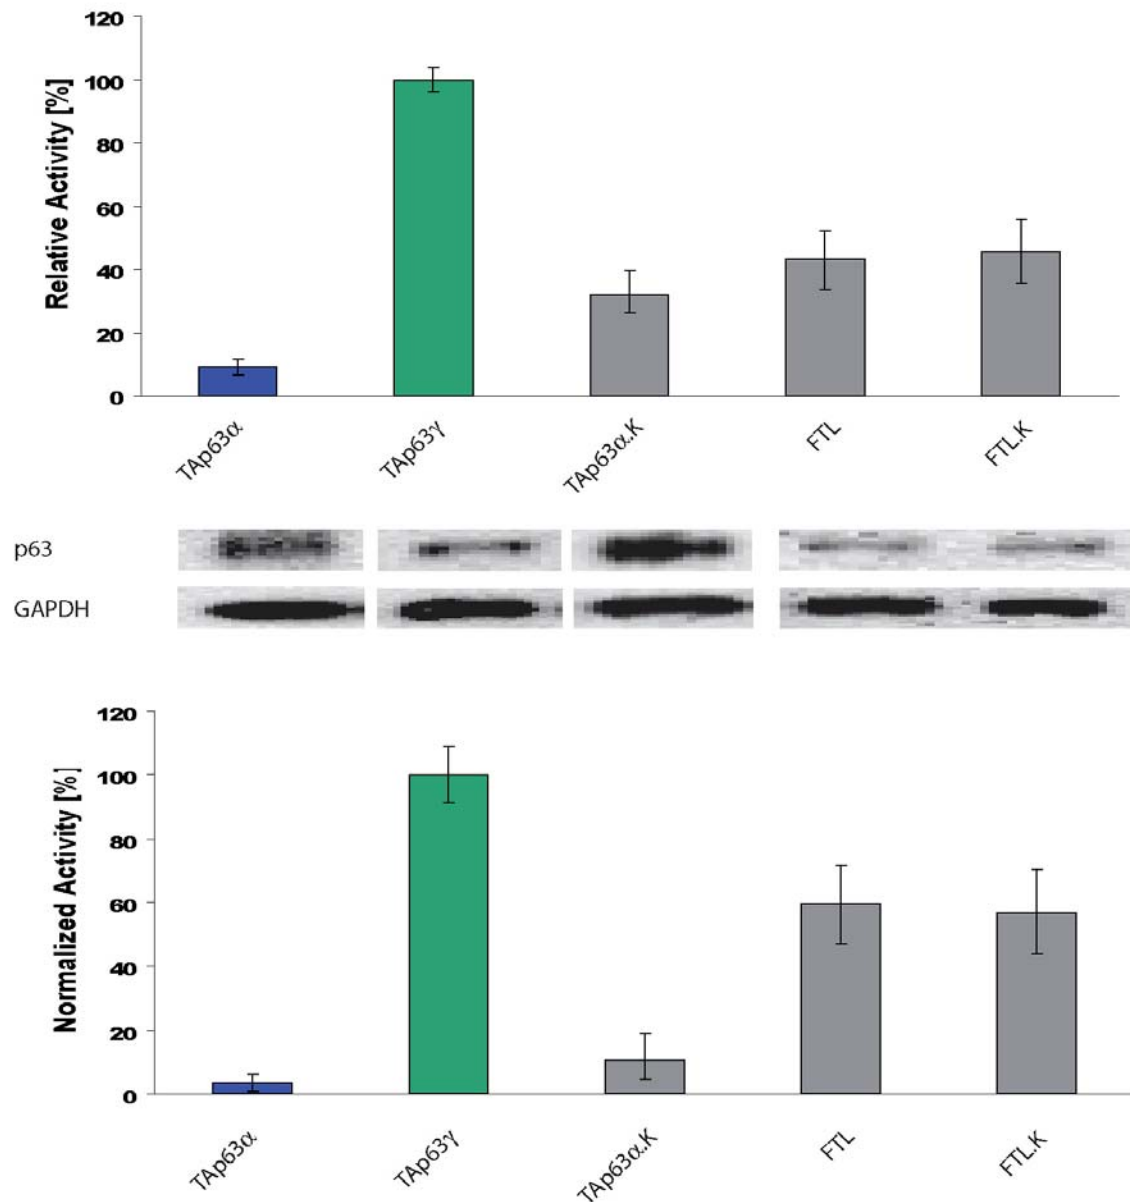 Relative Activity [%]
120
100
80
60
40
20
0
TAp63α
TAp63γ
TAp63α.K
FTL
FTL.K
p63
GAPDH
Normalized Activity [%]
120
100
80
60
40
20
0
TAp63α
TAp63γ
TAp63α.K
FTL
FTL.K